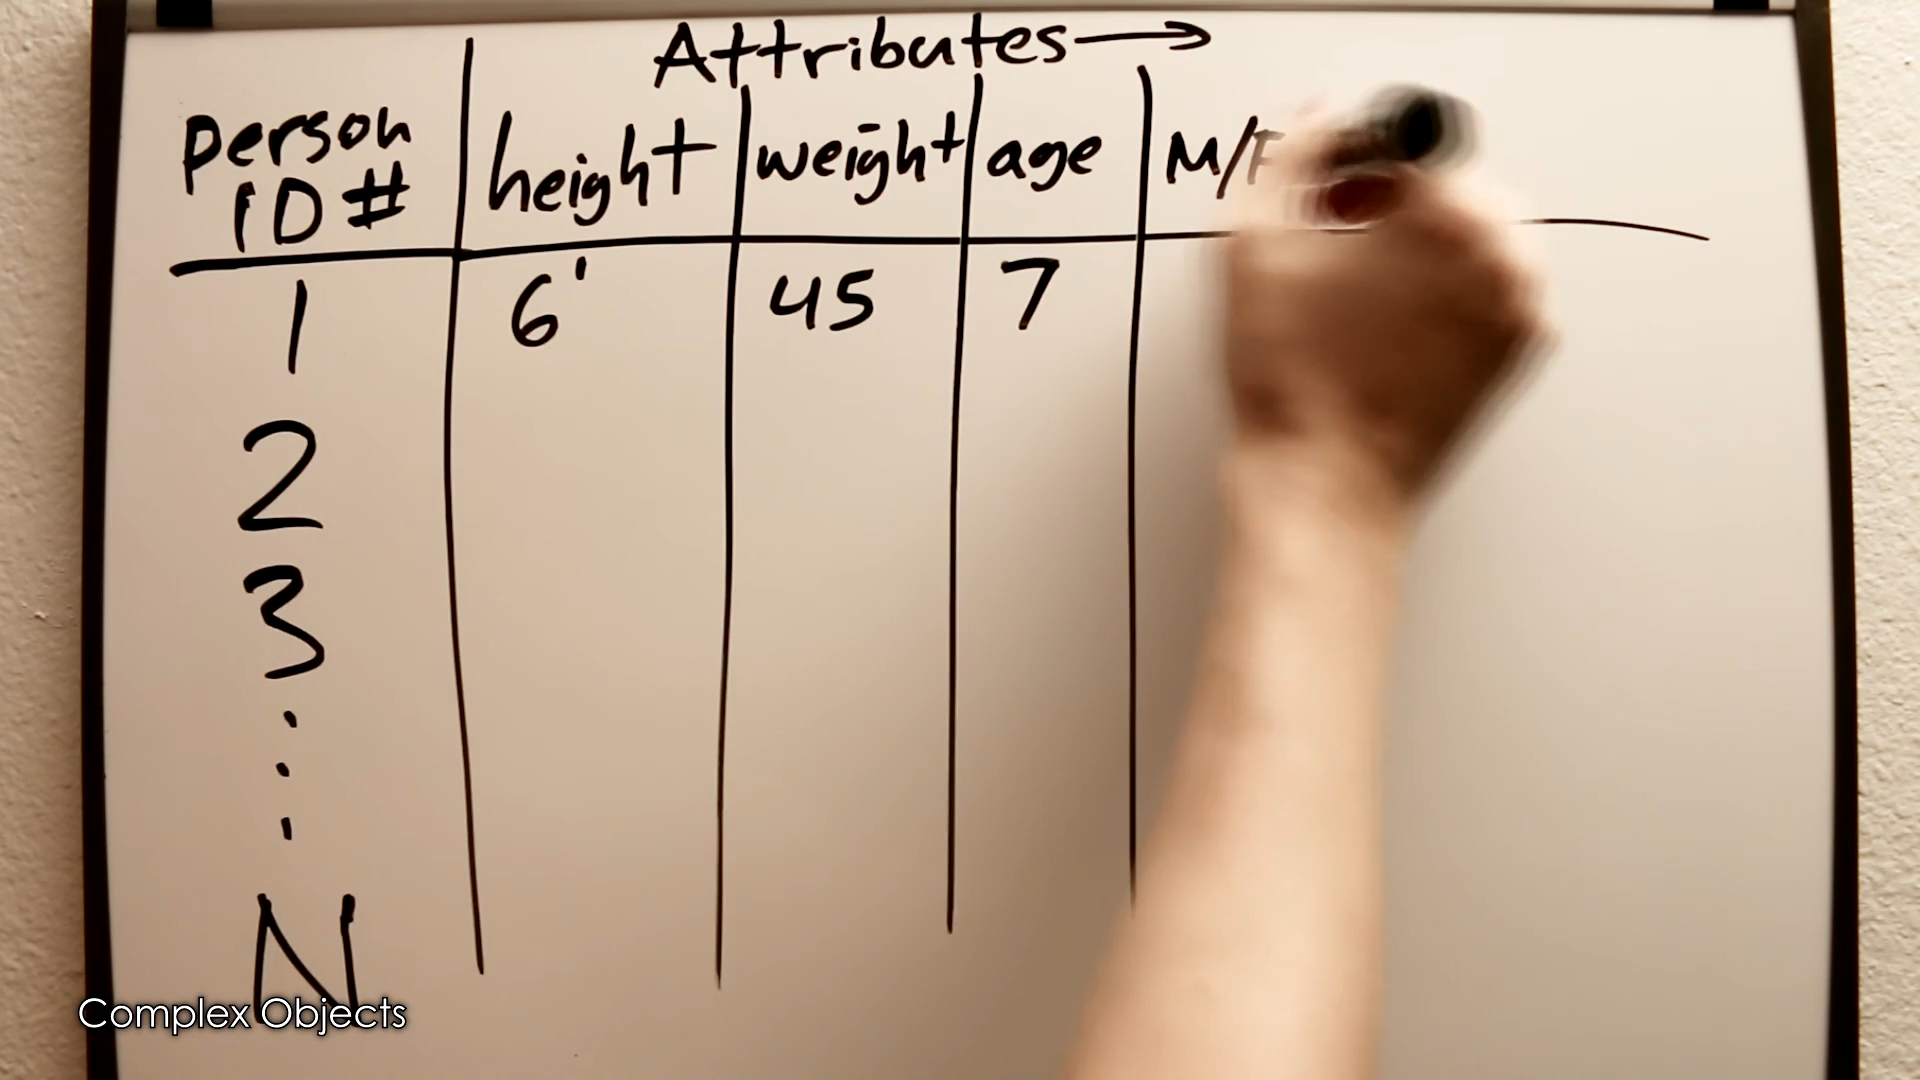 Attributes →
person ID # height weight age M/F
1 6' 45 7
2
3
⋮
N
Complex Objects